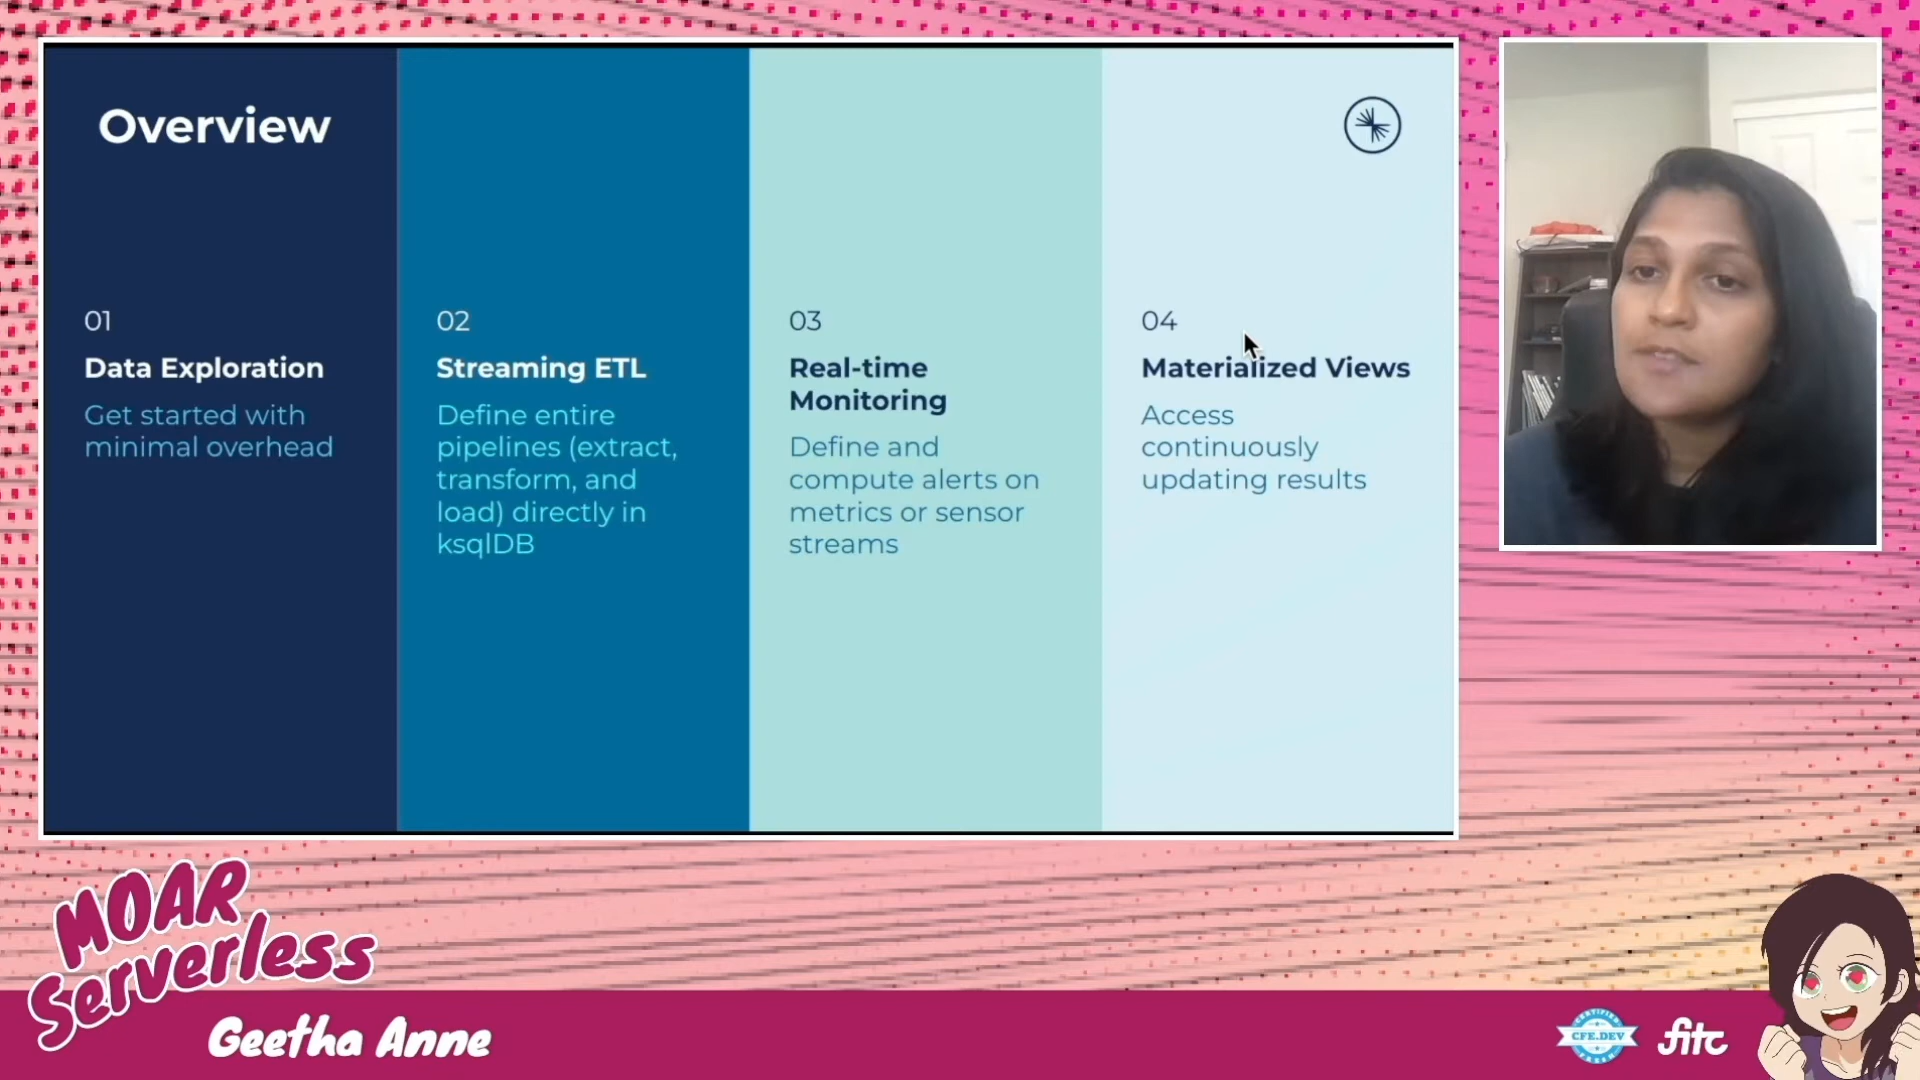 Overview
01
Data Exploration
Get started with
minimal overhead
02
Streaming ETL
Define entire
pipelines (extract,
transform, and
load) directly in
ksqlDB
03
Real-time
Monitoring
Define and
compute alerts on
metrics or sensor
streams
04
Materialized Views
Access
continuously
updating results
MOAR
Serverless
Geetha Anne
CERTIFIED
CFE.DEV
FRESH
fitc